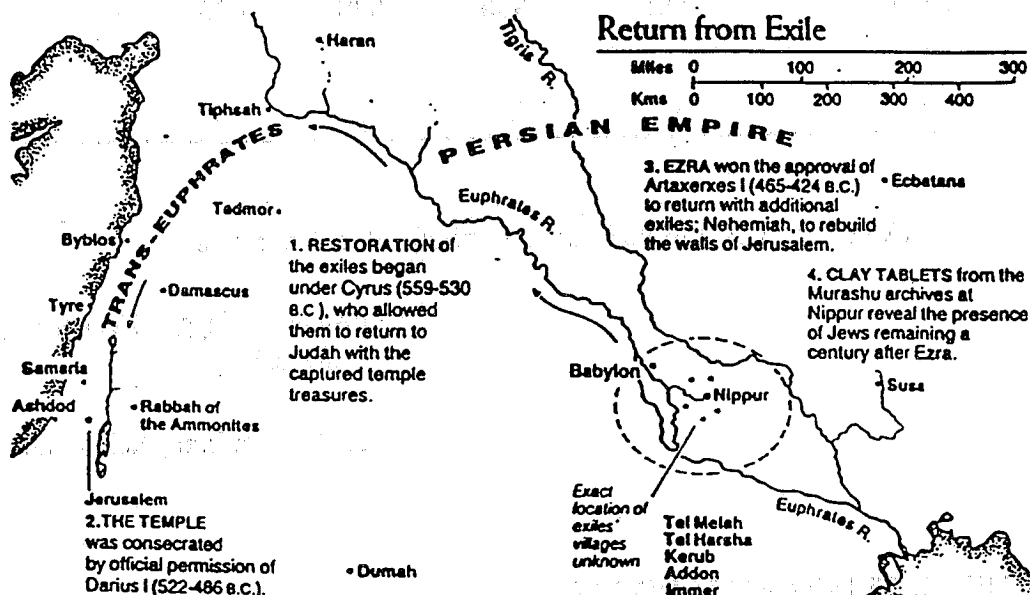 Return from Exile
Miles 0 100 200 300
Kms 0 100 200 300 400
Haran
Tigris R.
Tiphsah
PERSIAN EMPIRE
TRANS-EUPHRATES
3. EZRA won the approval of
Artaxerxes I (465-424 B.C.)
to return with additional
exiles; Nehemiah, to rebuild
the walls of Jerusalem.
Ecbatana
Tadmor
Euphrates R.
Byblos
1. RESTORATION of
the exiles began
under Cyrus (559-530
B.C.), who allowed
them to return to
Judah with the
captured temple
treasures.
4. CLAY TABLETS from the
Murashu archives at
Nippur reveal the presence
of Jews remaining a
century after Ezra.
Damascus
Tyre
Samaria
Babylon
Nippur
Susa
Ashdod
Rabbah of
the Ammonites
Jerusalem
2.THE TEMPLE
was consecrated
by official permission of
Darius I (522-486 B.C.).
Dumah
Exact
location of
exiles'
villages
unknown
Tel Melah
Tel Harsha
Kerub
Addon
Immer
Euphrates R.